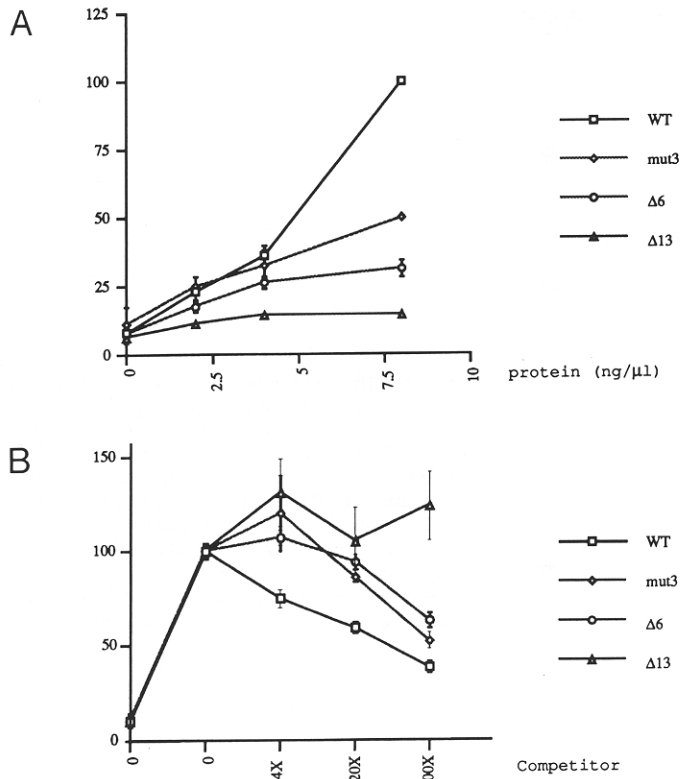 A
125
100
75
50
25
0
0
2.5
5
7.5
10
protein (ng/µl)
WT
mut3
Δ6
Δ13
B
150
100
50
0
0
0
4X
20X
00X
Competitor
WT
mut3
Δ6
Δ13